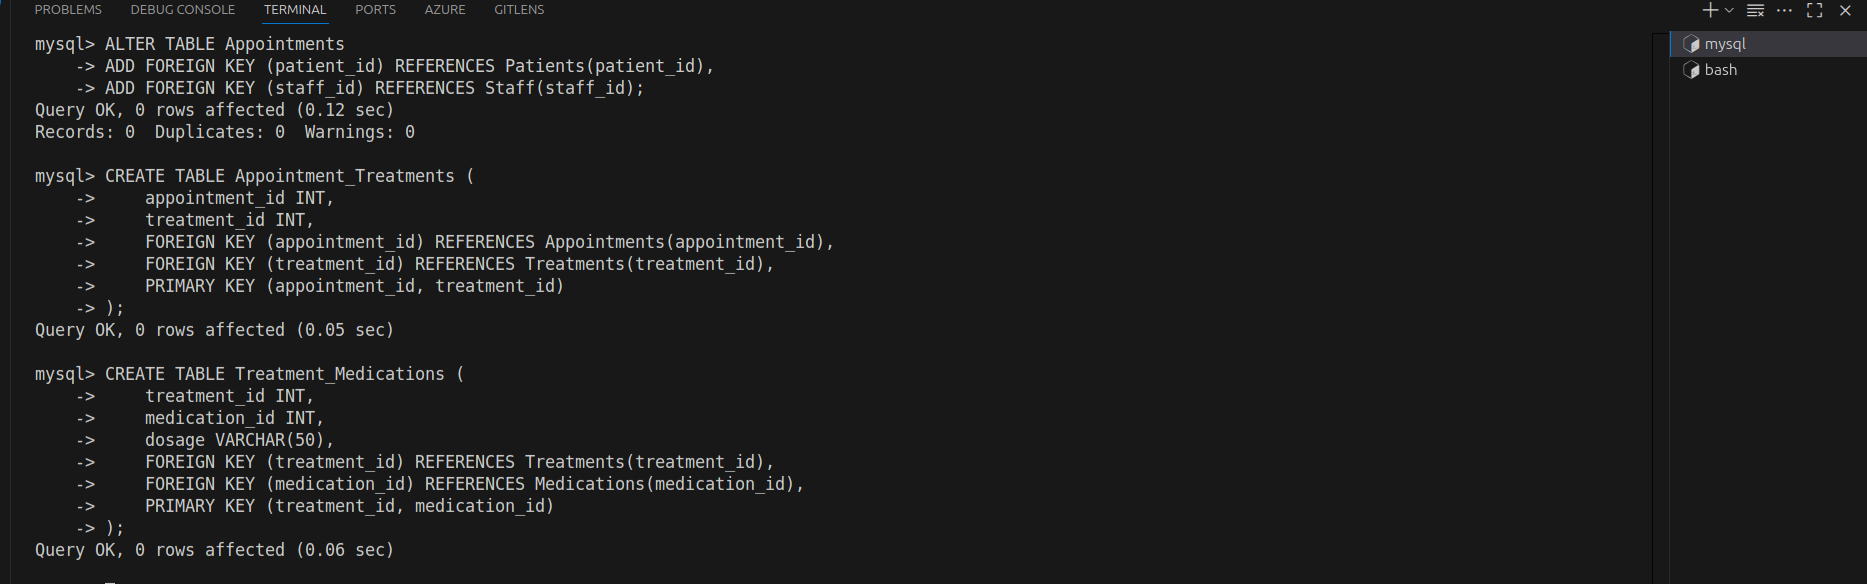 PROBLEMS DEBUG CONSOLE TERMINAL PORTS AZURE GITLENS
mysql> ALTER TABLE Appointments
    -> ADD FOREIGN KEY (patient_id) REFERENCES Patients(patient_id),
    -> ADD FOREIGN KEY (staff_id) REFERENCES Staff(staff_id);
Query OK, 0 rows affected (0.12 sec)
Records: 0  Duplicates: 0  Warnings: 0
mysql> CREATE TABLE Appointment_Treatments (
    ->     appointment_id INT,
    ->     treatment_id INT,
    ->     FOREIGN KEY (appointment_id) REFERENCES Appointments(appointment_id),
    ->     FOREIGN KEY (treatment_id) REFERENCES Treatments(treatment_id),
    ->     PRIMARY KEY (appointment_id, treatment_id)
    -> );
Query OK, 0 rows affected (0.05 sec)
mysql> CREATE TABLE Treatment_Medications (
    ->     treatment_id INT,
    ->     medication_id INT,
    ->     dosage VARCHAR(50),
    ->     FOREIGN KEY (treatment_id) REFERENCES Treatments(treatment_id),
    ->     FOREIGN KEY (medication_id) REFERENCES Medications(medication_id),
    ->     PRIMARY KEY (treatment_id, medication_id)
    -> );
Query OK, 0 rows affected (0.06 sec)
mysql
bash